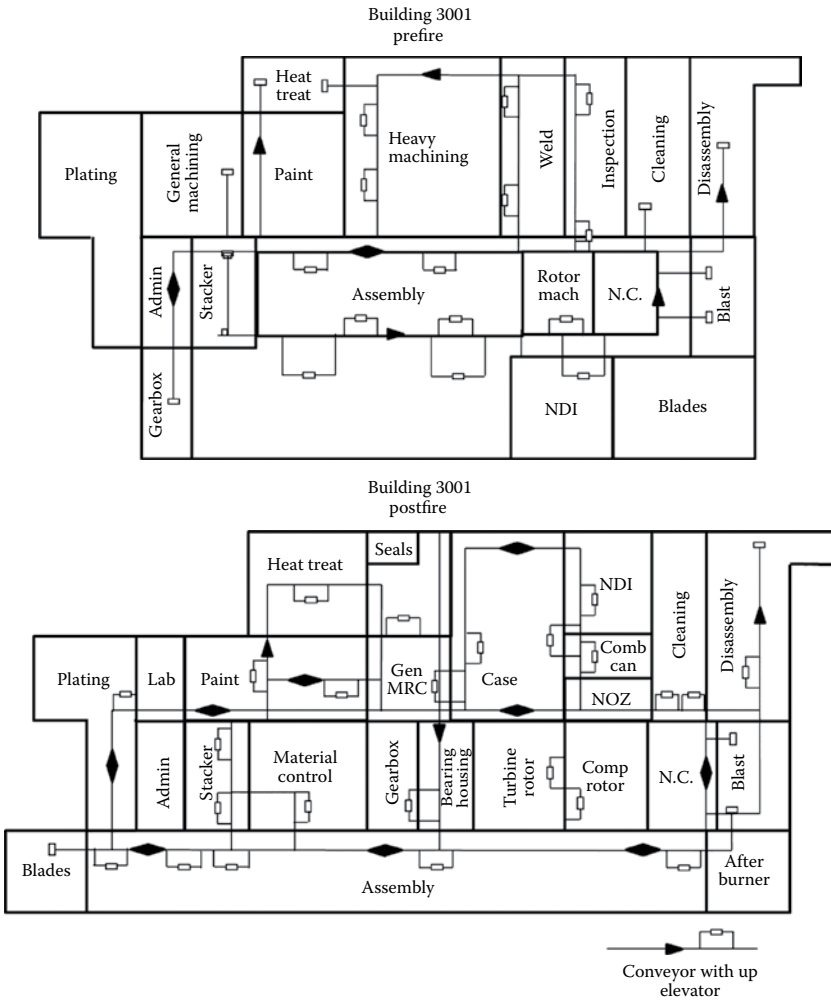 Building 3001
prefire
Heat
treat
Plating
General
machining
Paint
Heavy
machining
Weld
Inspection
Cleaning
Disassembly
Admin
Stacker
Assembly
Rotor
mach
N.C.
Blast
Gearbox
NDI
Blades
Building 3001
postfire
Heat treat
Seals
NDI
Cleaning
Disassembly
Plating
Lab
Paint
Gen
MRC
Case
Comb
can
NOZ
Admin
Stacker
Material
control
Gearbox
Bearing
housing
Turbine
rotor
Comp
rotor
N.C.
Blast
Blades
Assembly
After
burner
Conveyor with up
elevator